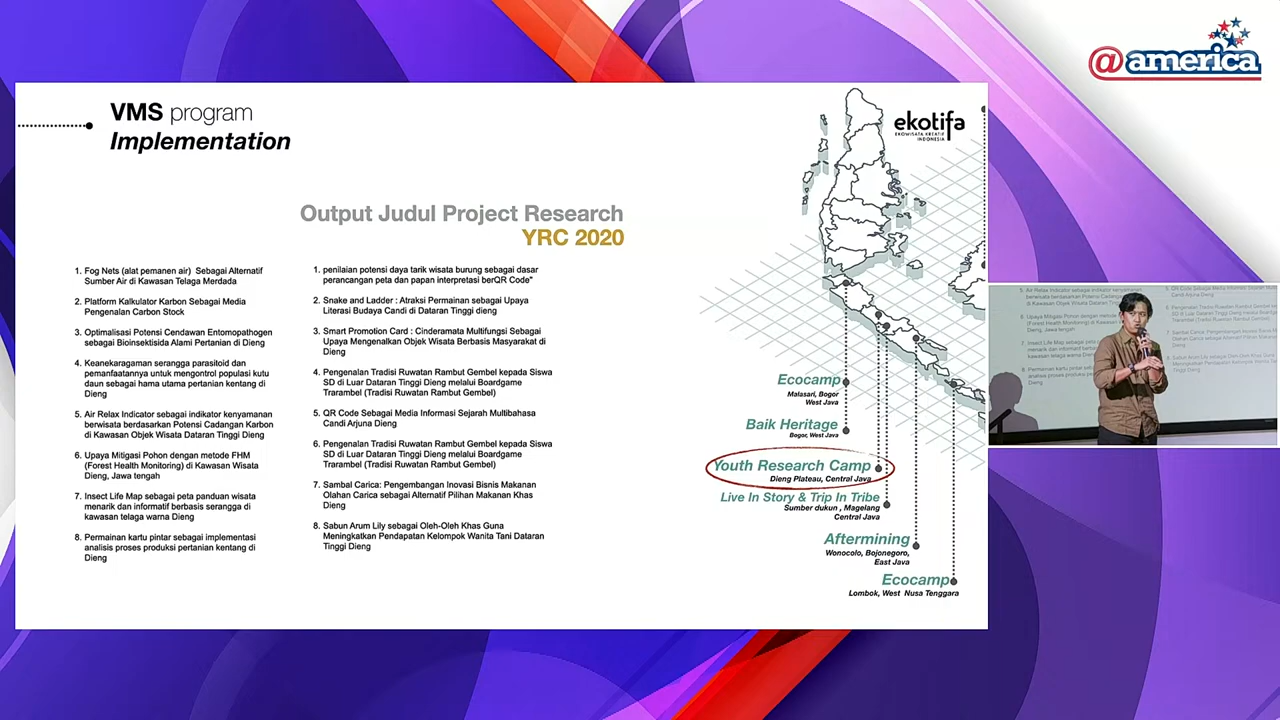 @america
VMS program
Implementation
ekotifa
EKOWISATA KREATIF
INDONESIA
Output Judul Project Research
YRC 2020
1. Fog Nets (alat pemanen air) Sebagai Alternatif
Sumber Air di Kawasan Telaga Merdada
2. Platform Kalkulator Karbon Sebagai Media
Pengenalan Carbon Stock
3. Optimalisasi Potensi Cendawan Entomopathogen
sebagai Bioinsektisida Alami Pertanian di Dieng
4. Keanekaragaman serangga parasitoid dan
pemanfaatannya untuk mengontrol populasi kutu
daun sebagai hama utama pertanian kentang di
Dieng
5. Air Relax Indicator sebagai indikator kenyamanan
berwisata berdasarkan Potensi Cadangan Karbon
di Kawasan Objek Wisata Dataran Tinggi Dieng
6. Upaya Mitigasi Pohon dengan metode FHM
(Forest Health Monitoring) di Kawasan Wisata
Dieng, Jawa tengah
7. Insect Life Map sebagai peta panduan wisata
menarik dan informatif berbasis serangga di
kawasan telaga warna Dieng
8. Permainan kartu pintar sebagai implementasi
analisis proses produksi pertanian kentang di
Dieng
1. penilaian potensi daya tarik wisata burung sebagai dasar
perancangan peta dan papan interpretasi berQR Code"
2. Snake and Ladder : Atraksi Permainan sebagai Upaya
Literasi Budaya Candi di Dataran Tinggi dieng
3. Smart Promotion Card : Cinderamata Multifungsi Sebagai
Upaya Mengenalkan Objek Wisata Berbasis Masyarakat di
Dieng
4. Pengenalan Tradisi Ruwatan Rambut Gembel kepada Siswa
SD di Luar Dataran Tinggi Dieng melalui Boardgame
Tarambel (Tradisi Ruwatan Rambut Gembel)
5. QR Code Sebagai Media Informasi Sejarah Multibahasa
Candi Arjuna Dieng
6. Pengenalan Tradisi Ruwatan Rambut Gembel kepada Siswa
SD di Luar Dataran Tinggi Dieng melalui Boardgame
Tarambel (Tradisi Ruwatan Rambut Gembel)
7. Sambal Carica: Pengembangan Inovasi Bisnis Makanan
Olahan Carica sebagai Alternatif Pilihan Makanan Khas
Dieng
8. Sabun Arum Lily sebagai Oleh-Oleh Khas Guna
Meningkatkan Pendapatan Kelompok Wanita Tani Dataran
Tinggi Dieng
Ecocamp
Malasari, Bogor
West Java
Baik Heritage
Bogor, West Java
Youth Research Camp
Dieng Plateau, Central Java
Live In Story & Trip In Tribe
Sumber dukun , Magelang
Central Java
Aftermining
Wonocolo, Bojonegoro,
East Java
Ecocamp
Lombok, West Nusa Tenggara